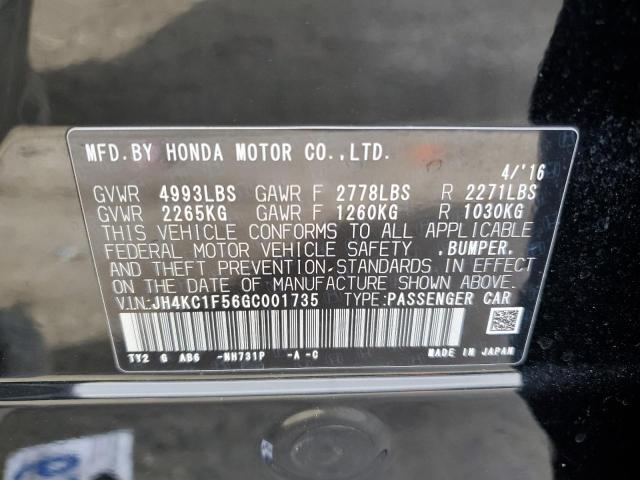 MFD.BY HONDA MOTOR CO.,LTD.
4/'16
GVWR 4993LBS GAWR F 2778LBS R 2271LBS
GVWR 2265KG GAWR F 1260KG R 1030KG
THIS VEHICLE CONFORMS TO ALL APPLICABLE
FEDERAL MOTOR VEHICLE SAFETY ,BUMPER,
AND THEFT PREVENTION STANDARDS IN EFFECT
ON THE DATE OF MANUFACTURE SHOWN ABOVE.
VIN:JH4KC1F56GC001735 TYPE:PASSENGER CAR
TY2 G AB6 -NH731P -A -C
MADE IN JAPAN